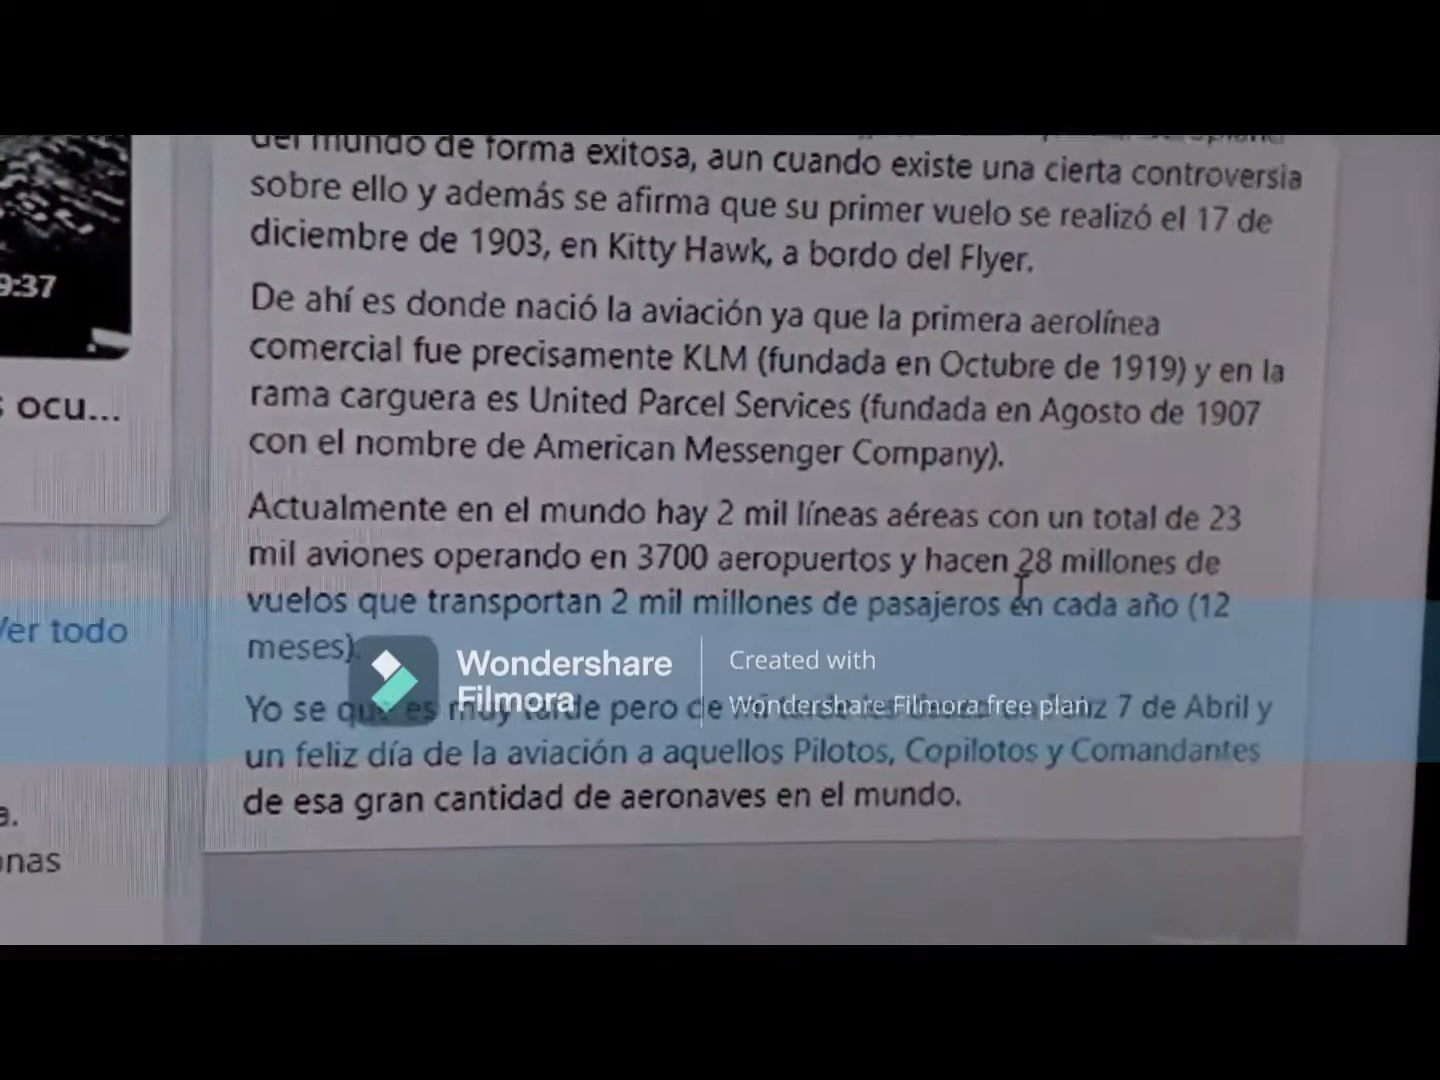 del mundo de forma exitosa, aun cuando existe una cierta controversia
sobre ello y además se afirma que su primer vuelo se realizó el 17 de
diciembre de 1903, en Kitty Hawk, a bordo del Flyer.
De ahí es donde nació la aviación ya que la primera aerolínea
comercial fue precisamente KLM (fundada en Octubre de 1919) y en la
rama carguera es United Parcel Services (fundada en Agosto de 1907
con el nombre de American Messenger Company).
Actualmente en el mundo hay 2 mil líneas aéreas con un total de 23
mil aviones operando en 3700 aeropuertos y hacen 28 millones de
vuelos que transportan 2 mil millones de pasajeros en cada año (12
meses).
Yo se que es muy tarde pero de 7 de Abril y
un feliz día de la aviación a aquellos Pilotos, Copilotos y Comandantes
de esa gran cantidad de aeronaves en el mundo.
9:37
ocu...
Ver todo
Wondershare
Filmora
Created with
Wondershare Filmora free plan